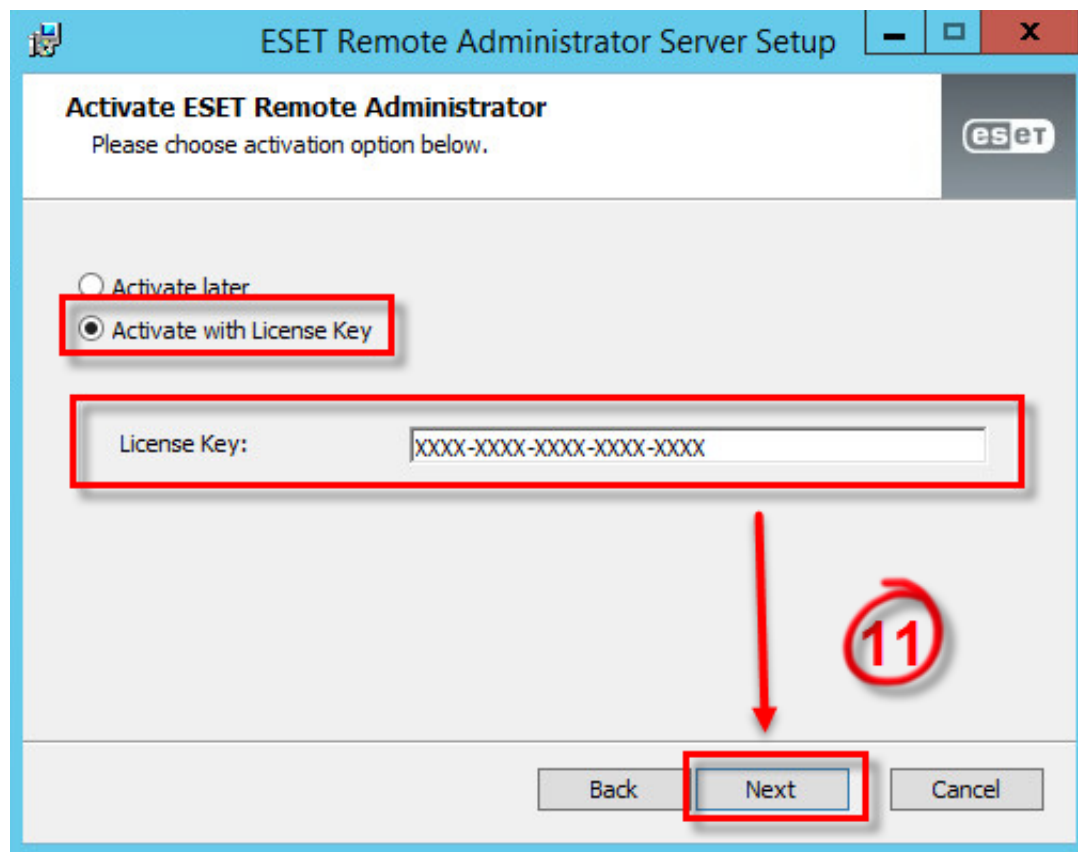 ESET Remote Administrator Server Setup
Activate ESET Remote Administrator
Please choose activation option below.
eset
Activate later
Activate with License Key
License Key: XXXX-XXXX-XXXX-XXXX-XXXX
11
Back Next Cancel